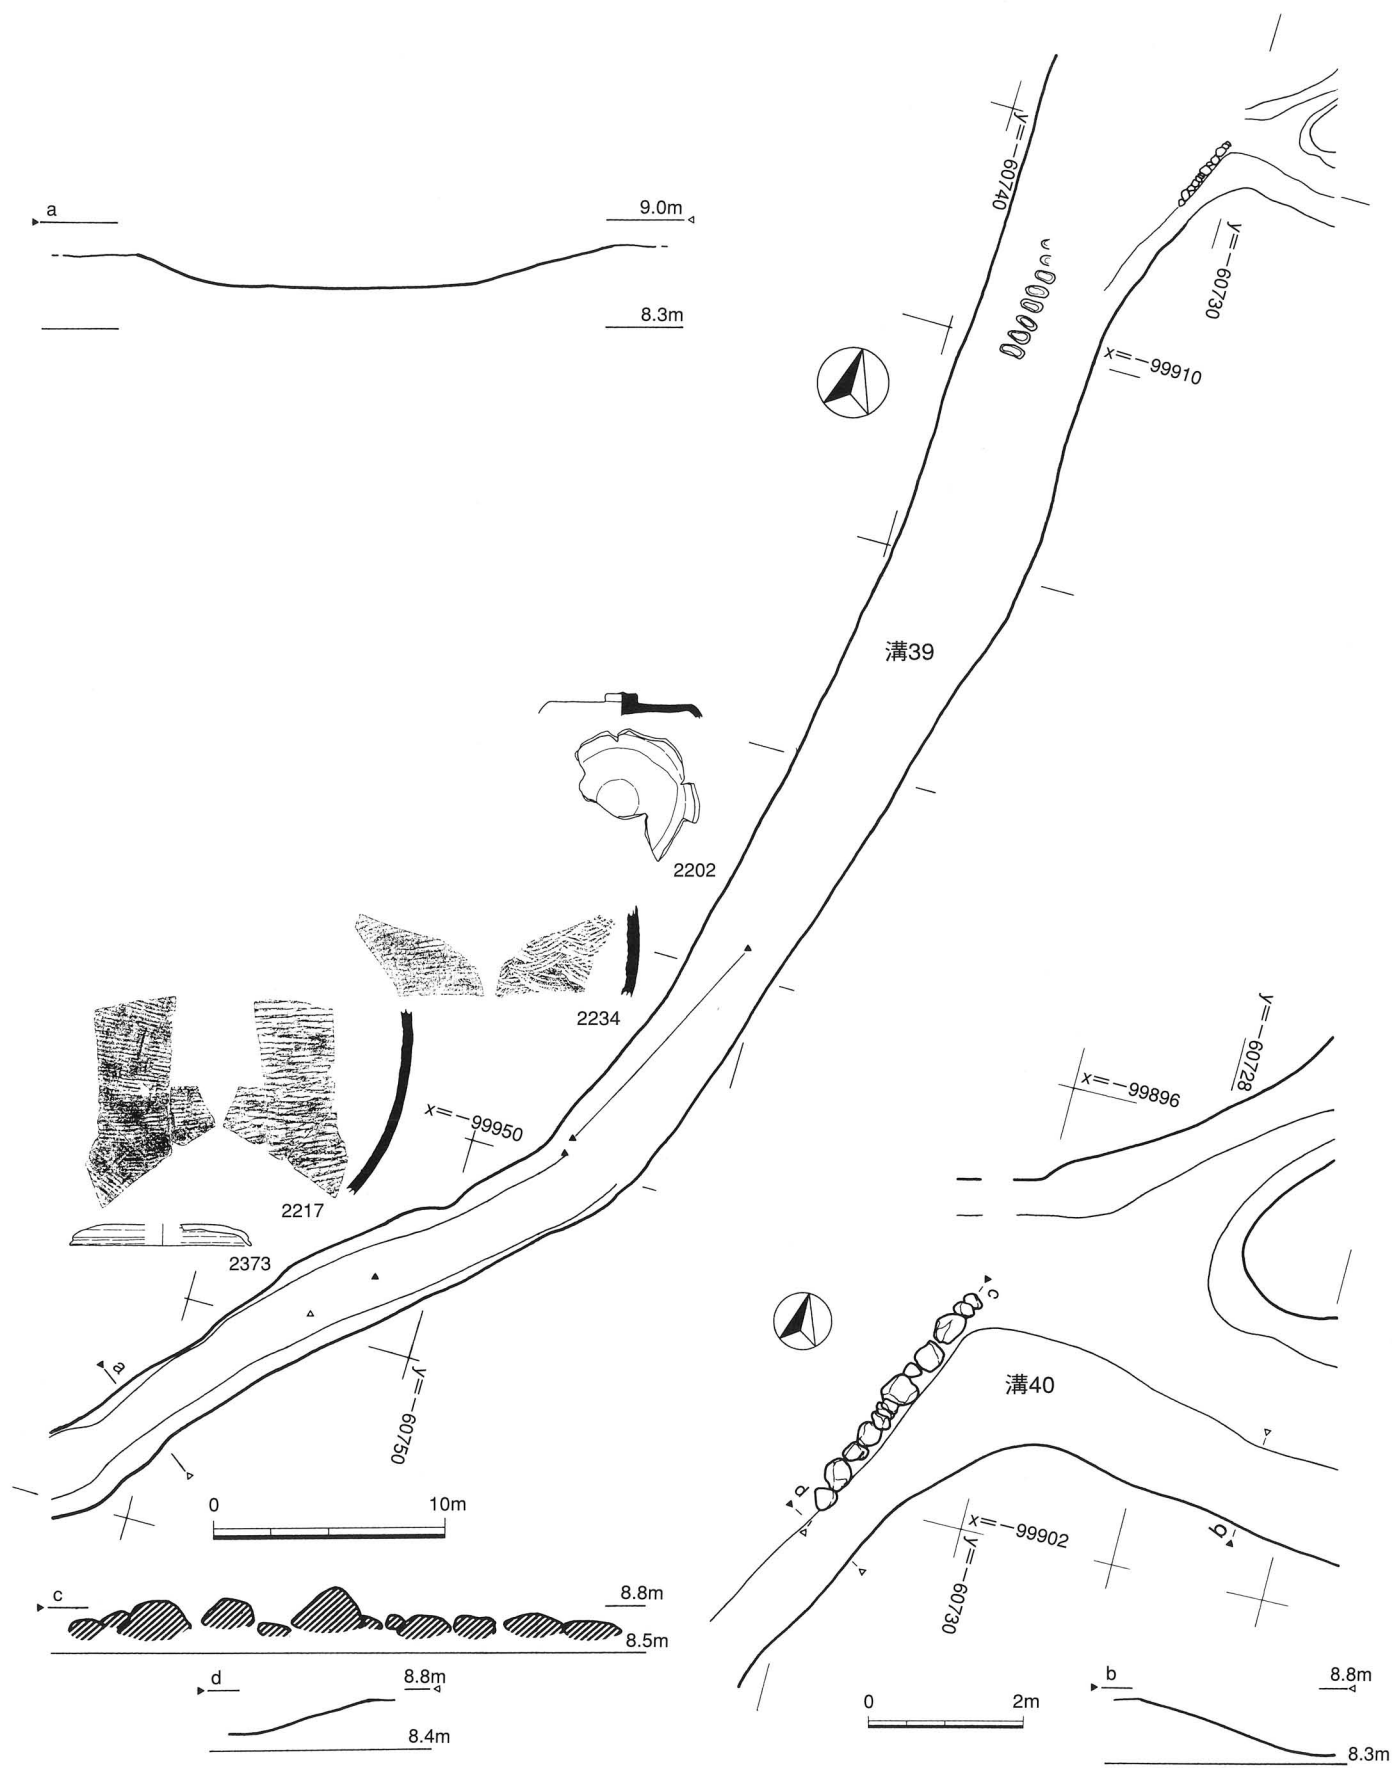 a
9.0m
8.3m
y=-60740
y=-60730
x=-99910
溝39
2202
2234
x=-99950
2217
2373
a
y=-60750
0 10m
c
8.8m
8.5m
d
8.8m
8.4m
x=-99896
y=-60728
c
溝40
d
x=-99902
y=-60730
b
0 2m
b
8.8m
8.3m